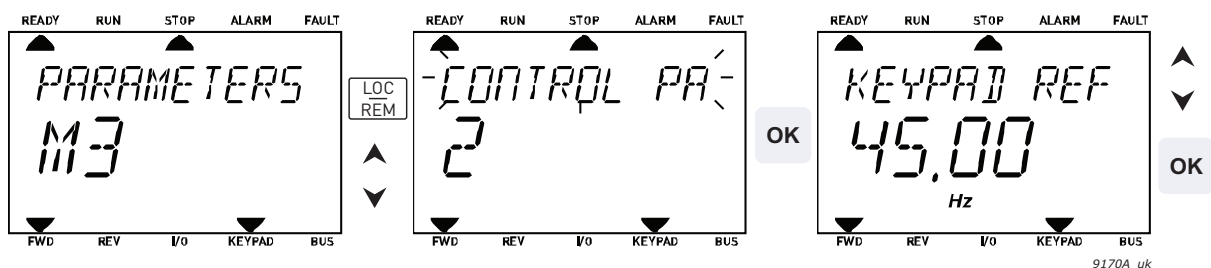 READY RUN STOP ALARM FAULT
PARAMETERS
M3
FWD REV I/O KEYPAD BUS
LOC
REM
READY RUN STOP ALARM FAULT
CONTROL PA
2
FWD REV I/O KEYPAD BUS
OK
READY RUN STOP ALARM FAULT
KEYPAD REF
45.00
Hz
FWD REV I/O KEYPAD BUS
OK
9170A_uk